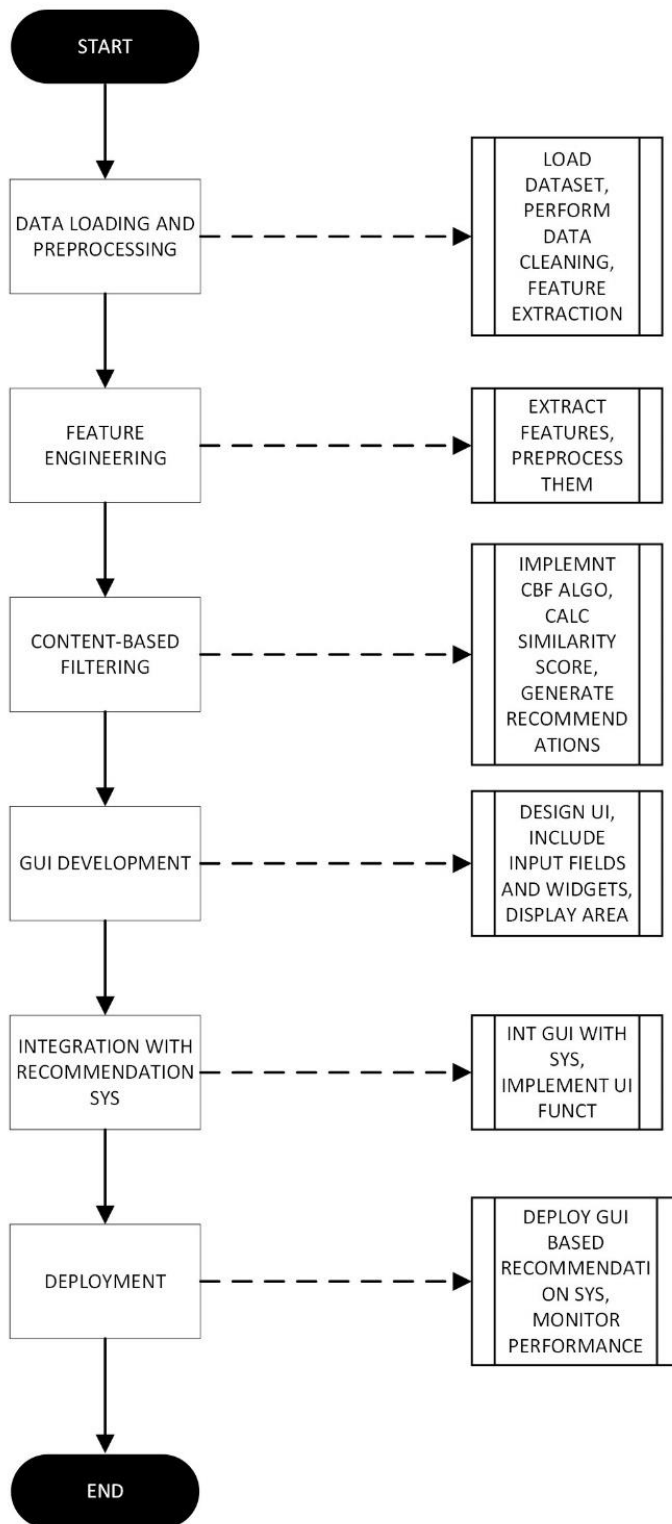 START
DATA LOADING AND
PREPROCESSING
LOAD
DATASET,
PERFORM
DATA
CLEANING,
FEATURE
EXTRACTION
FEATURE
ENGINEERING
EXTRACT
FEATURES,
PREPROCESS
THEM
CONTENT-BASED
FILTERING
IMPLEMNT
CBF ALGO,
CALC
SIMILARITY
SCORE,
GENERATE
RECOMMEND
ATIONS
GUI DEVELOPMENT
DESIGN UI,
INCLUDE
INPUT FIELDS
AND WIDGETS,
DISPLAY AREA
INTEGRATION WITH
RECOMMENDATION
SYS
INT GUI WITH
SYS,
IMPLEMENT UI
FUNCT
DEPLOYMENT
DEPLOY GUI
BASED
RECOMMENDATI
ON SYS,
MONITOR
PERFORMANCE
END